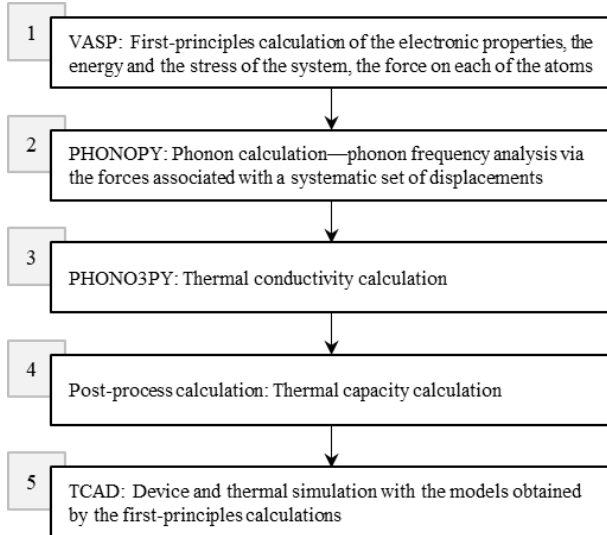 1
VASP: First-principles calculation of the electronic properties, the
energy and the stress of the system, the force on each of the atoms
2
PHONOPY: Phonon calculation—phonon frequency analysis via
the forces associated with a systematic set of displacements
3
PHONO3PY: Thermal conductivity calculation
4
Post-process calculation: Thermal capacity calculation
5
TCAD: Device and thermal simulation with the models obtained
by the first-principles calculations